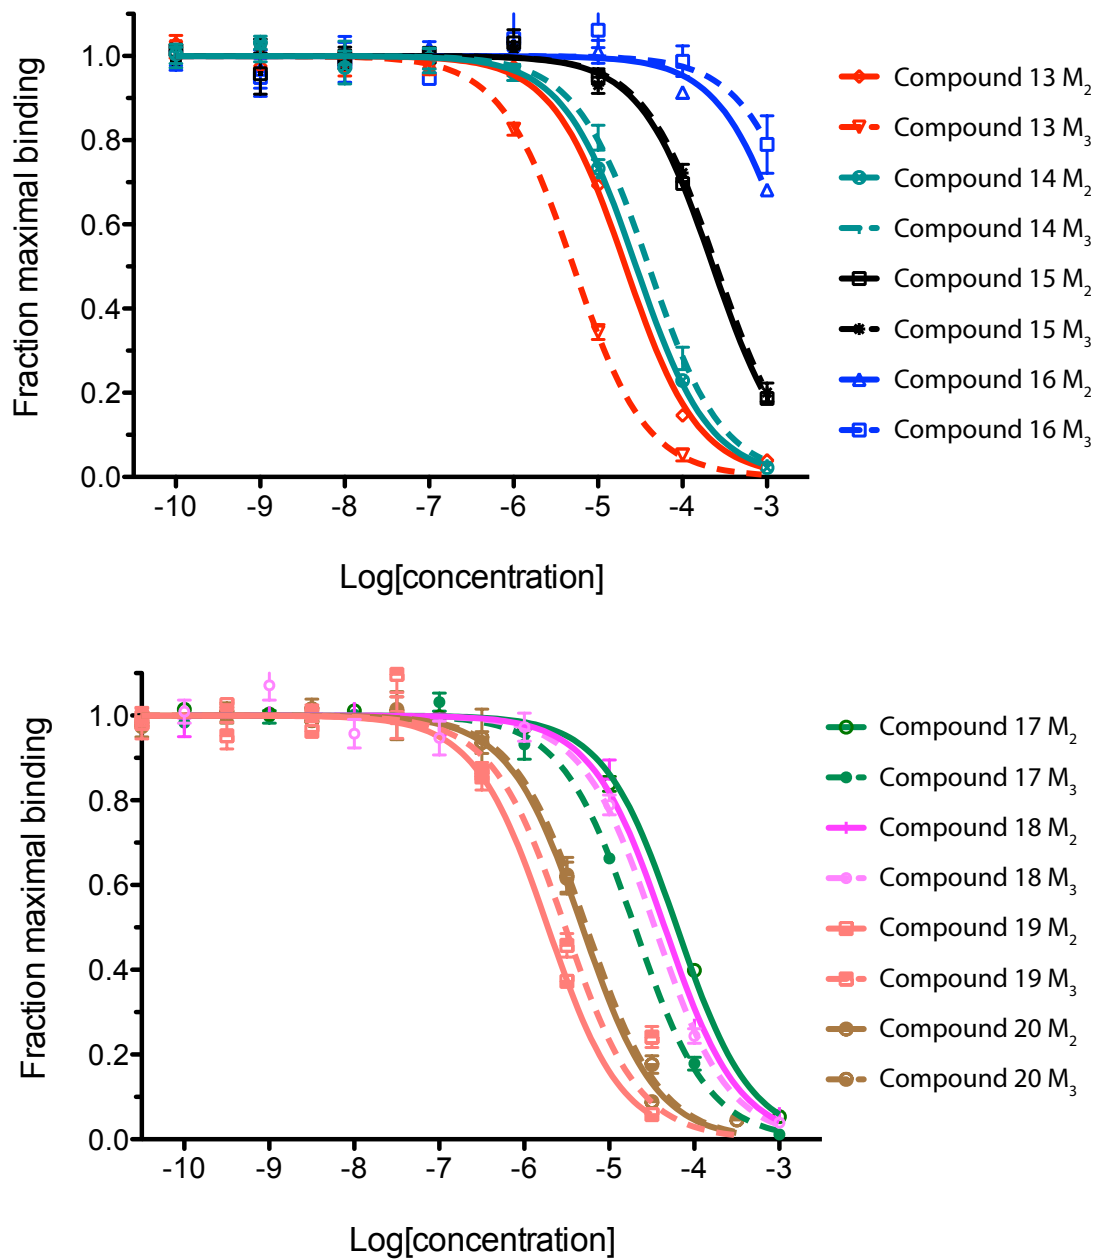 Fraction maximal binding
1.0
0.8
0.6
0.4
0.2
0.0
-10 -9 -8 -7 -6 -5 -4 -3
Log[concentration]
Compound 13 M₂
Compound 13 M₃
Compound 14 M₂
Compound 14 M₃
Compound 15 M₂
Compound 15 M₃
Compound 16 M₂
Compound 16 M₃
Fraction maximal binding
1.0
0.8
0.6
0.4
0.2
0.0
-10 -9 -8 -7 -6 -5 -4 -3
Log[concentration]
Compound 17 M₂
Compound 17 M₃
Compound 18 M₂
Compound 18 M₃
Compound 19 M₂
Compound 19 M₃
Compound 20 M₂
Compound 20 M₃